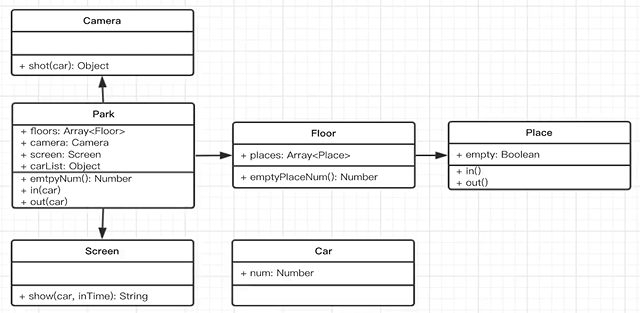 Camera
+ shot(car): Object
Park
+ floors: Array<Floor>
+ camera: Camera
+ screen: Screen
+ carList: Object
+ emtpyNum(): Number
+ in(car)
+ out(car)
Floor
+ places: Array<Place>
+ emptyPlaceNum(): Number
Place
+ empty: Boolean
+ in()
+ out()
Screen
+ show(car, inTime): String
Car
+ num: Number